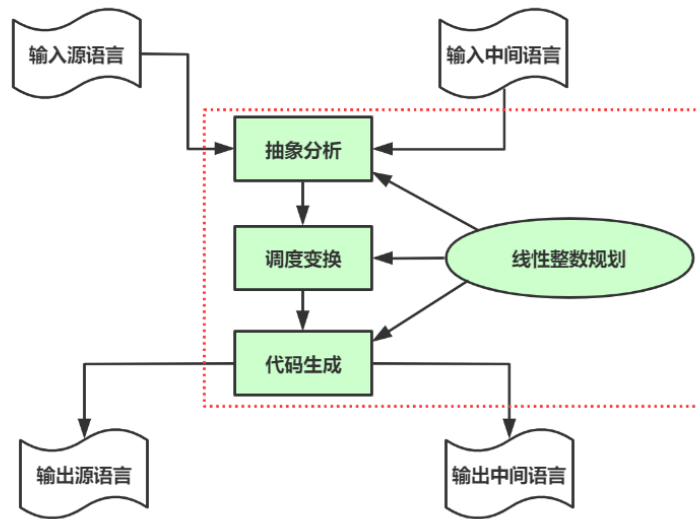 输入源语言
输入中间语言
抽象分析
调度变换
线性整数规划
代码生成
输出源语言
输出中间语言